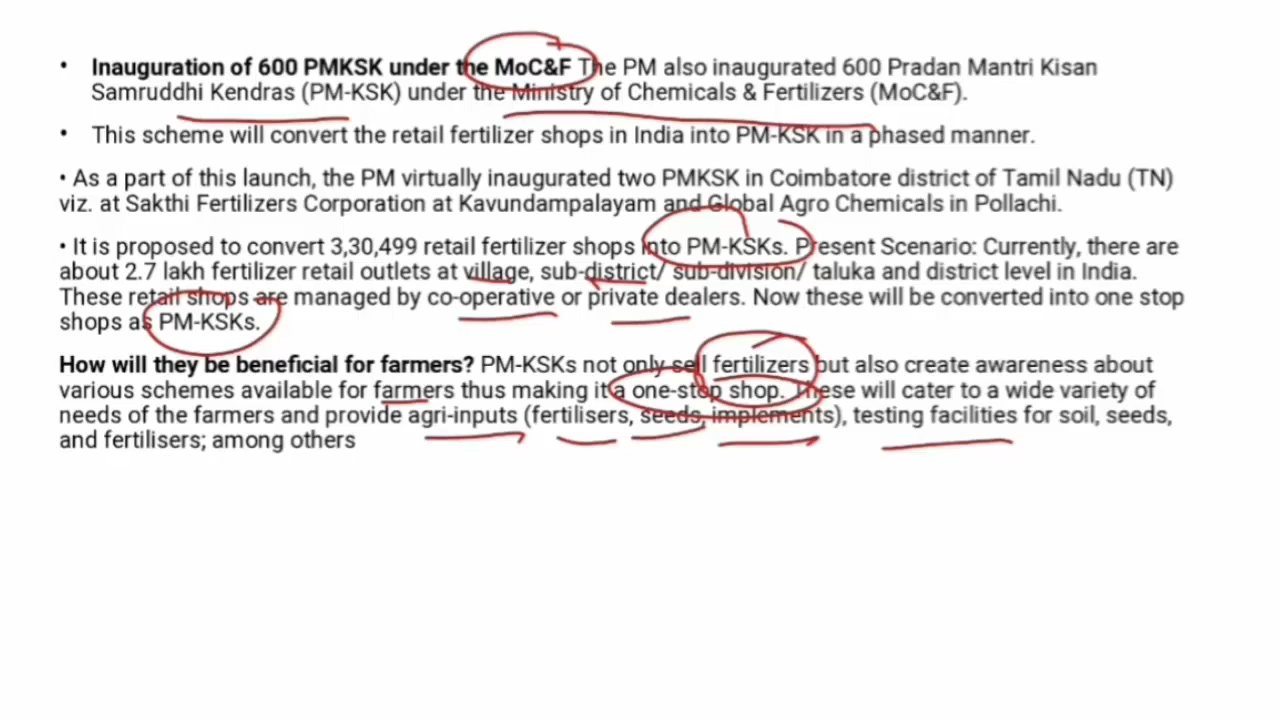 • Inauguration of 600 PMKSK under the MoC&F The PM also inaugurated 600 Pradan Mantri Kisan
Samruddhi Kendras (PM-KSK) under the Ministry of Chemicals & Fertilizers (MoC&F).
• This scheme will convert the retail fertilizer shops in India into PM-KSK in a phased manner.
• As a part of this launch, the PM virtually inaugurated two PMKSK in Coimbatore district of Tamil Nadu (TN)
viz. at Sakthi Fertilizers Corporation at Kavundampalayam and Global Agro Chemicals in Pollachi.
• It is proposed to convert 3,30,499 retail fertilizer shops into PM-KSKs. Present Scenario: Currently, there are
about 2.7 lakh fertilizer retail outlets at village, sub-district/ sub-division/ taluka and district level in India.
These retail shops are managed by co-operative or private dealers. Now these will be converted into one stop
shops as PM-KSKs.
How will they be beneficial for farmers? PM-KSKs not only sell fertilizers but also create awareness about
various schemes available for farmers thus making it a one-stop shop. These will cater to a wide variety of
needs of the farmers and provide agri-inputs (fertilisers, seeds, implements), testing facilities for soil, seeds,
and fertilisers; among others